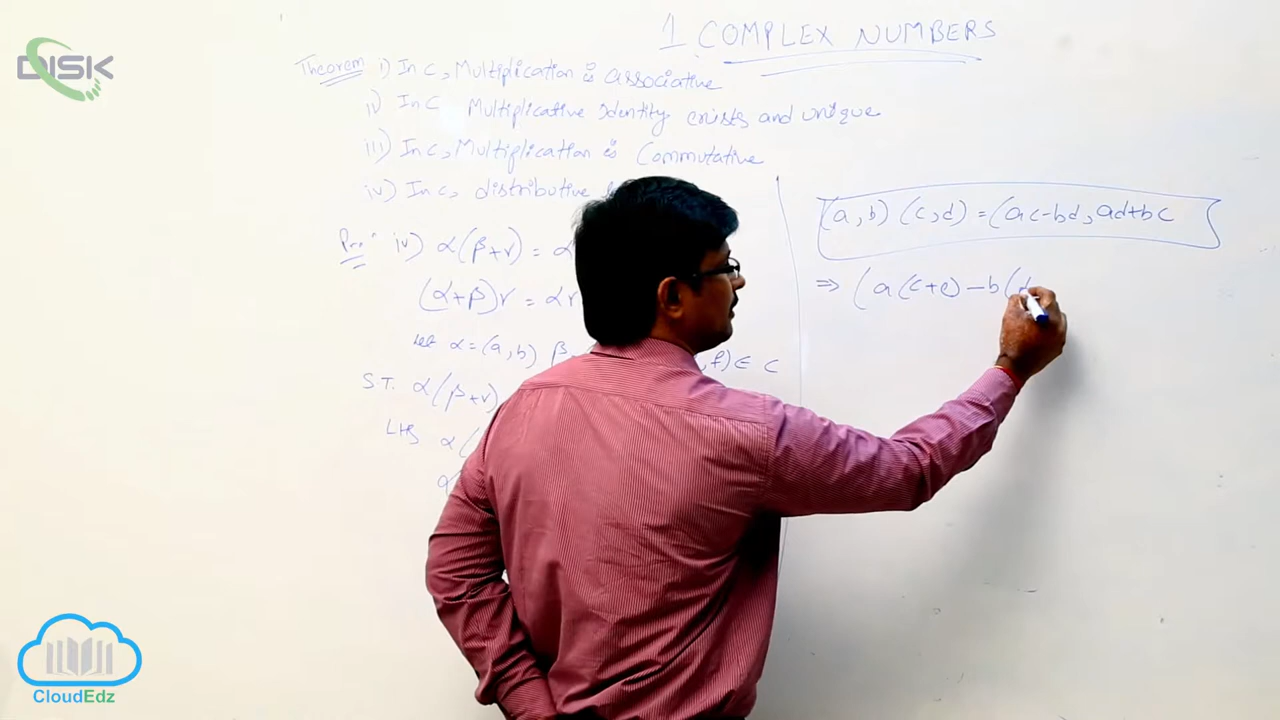 DISK
1 COMPLEX NUMBERS
Theorem i) In C, Multiplication is associative
ii) In C Multiplicative Identity exists and unique
iii) In C, Multiplication is Commutative
iv) In C, distributive
Proof iv) α(β+γ) = α
(α+β)γ = αγ
let α=(a,b) β ,f) ∈ C
S.T. α(β+γ)
LHS α(
(a,b) (c,d) = (ac-bd, ad+bc
⇒ (a(c+e)-b(d
CloudEdz